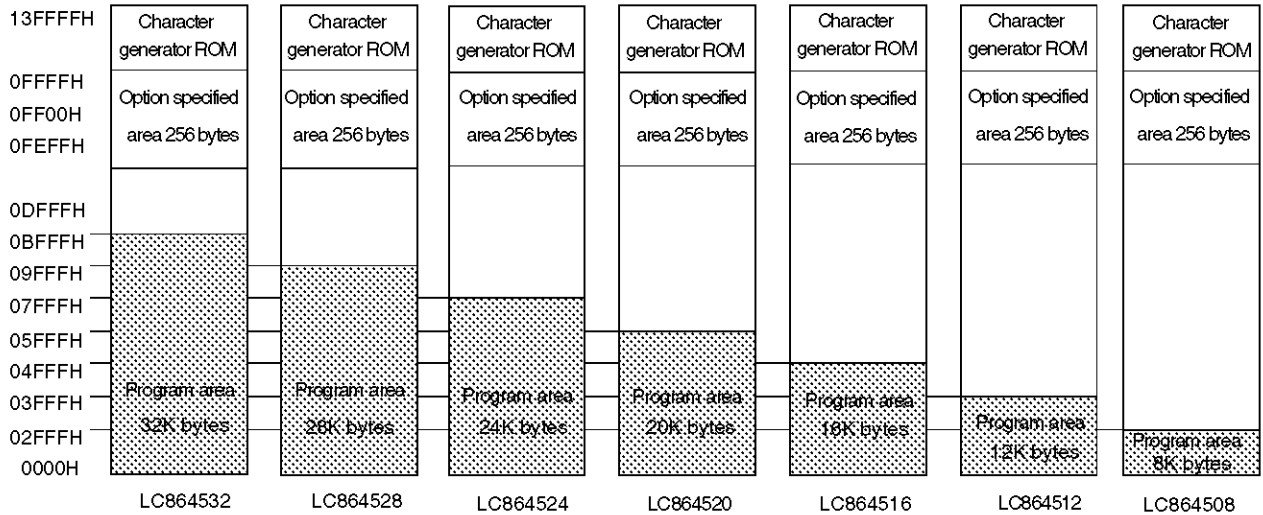 13FFFFH
0FFFFH
0FF00H
0FEFFH
0DFFFH
0BFFFH
09FFFH
07FFFH
05FFFH
04FFFH
03FFFH
02FFFH
0000H
Character
generator ROM
Option specified
area 256 bytes
Program area
32K bytes
LC864532
Character
generator ROM
Option specified
area 256 bytes
Program area
28K bytes
LC864528
Character
generator ROM
Option specified
area 256 bytes
Program area
24K bytes
LC864524
Character
generator ROM
Option specified
area 256 bytes
Program area
20K bytes
LC864520
Character
generator ROM
Option specified
area 256 bytes
Program area
16K bytes
LC864516
Character
generator ROM
Option specified
area 256 bytes
Program area
12K bytes
LC864512
Character
generator ROM
Option specified
area 256 bytes
Program area
8K bytes
LC864508